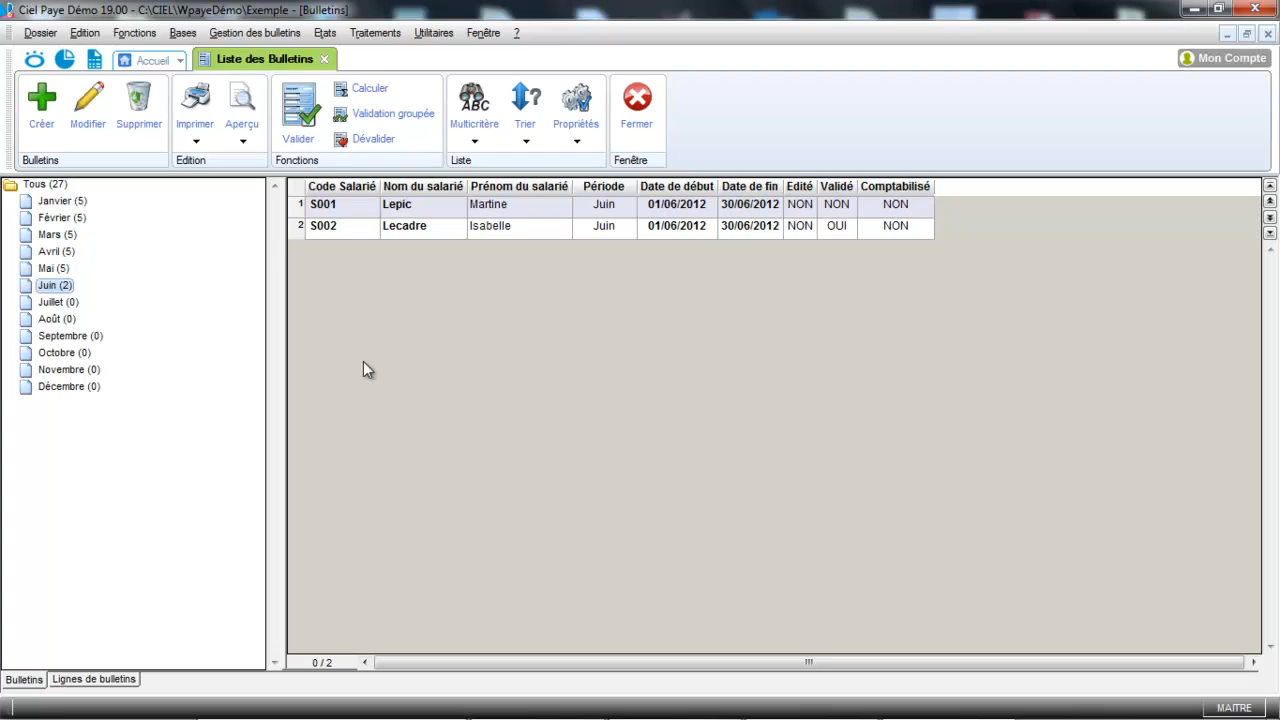 Ciel Paye Démo 19.00 - C:\CIEL\WpayeDémo\Exemple - [Bulletins]
Dossier Edition Fonctions Bases Gestion des bulletins Etats Traitements Utilitaires Fenêtre ?
Accueil Liste des Bulletins Mon Compte
Créer Modifier Supprimer Imprimer Aperçu Valider Calculer Validation groupée Dévalider ABC Multicritère Trier Propriétés Fermer
Bulletins Edition Fonctions Liste Fenêtre
Tous (27)
Janvier (5)
Février (5)
Mars (5)
Avril (5)
Mai (5)
Juin (2)
Juillet (0)
Août (0)
Septembre (0)
Octobre (0)
Novembre (0)
Décembre (0)
Code Salarié Nom du salarié Prénom du salarié Période Date de début Date de fin Edité Validé Comptabilisé
1 S001 Lepic Martine Juin 01/06/2012 30/06/2012 NON NON NON
2 S002 Lecadre Isabelle Juin 01/06/2012 30/06/2012 NON OUI NON
0 / 2
Bulletins Lignes de bulletins
MAITRE